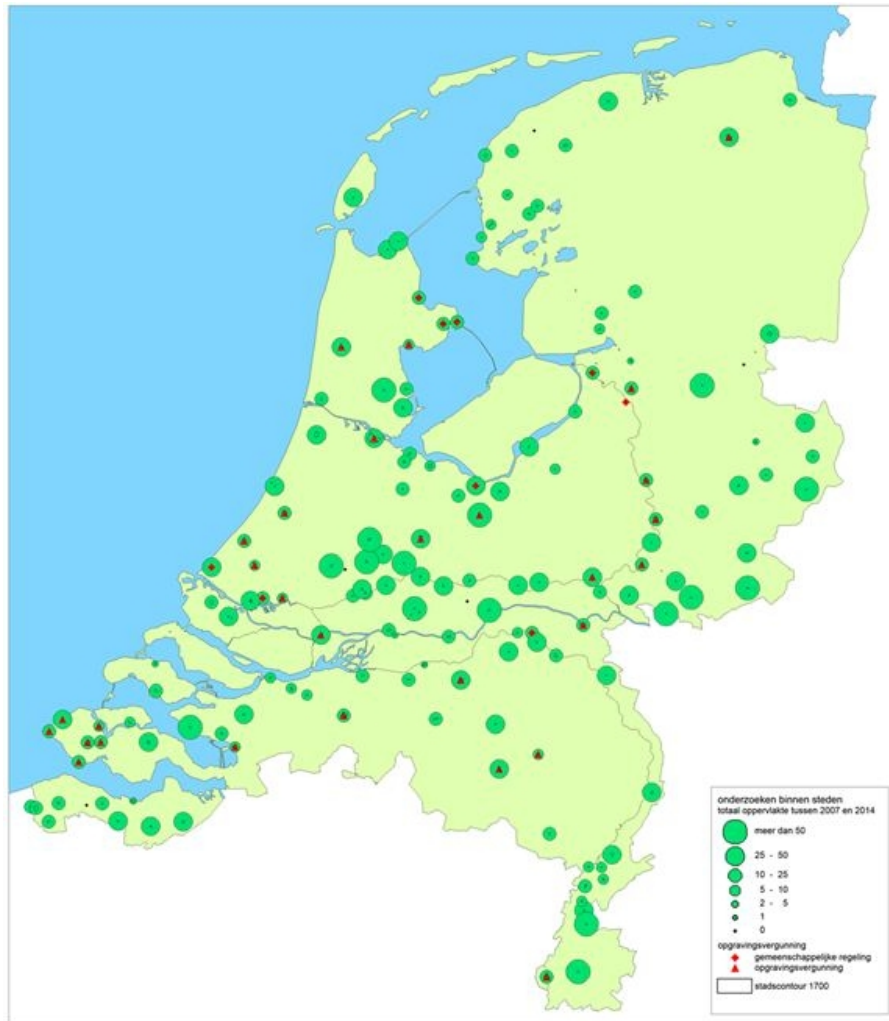 onderzoeken binnen steden
totaal oppervlakte tussen 2007 en 2014
meer dan 50
25 - 50
10 - 25
5 - 10
2 - 5
1
0
opgravingsvergunning
gemeenschappelijke regeling
opgravingsvergunning
stadscontour 1700